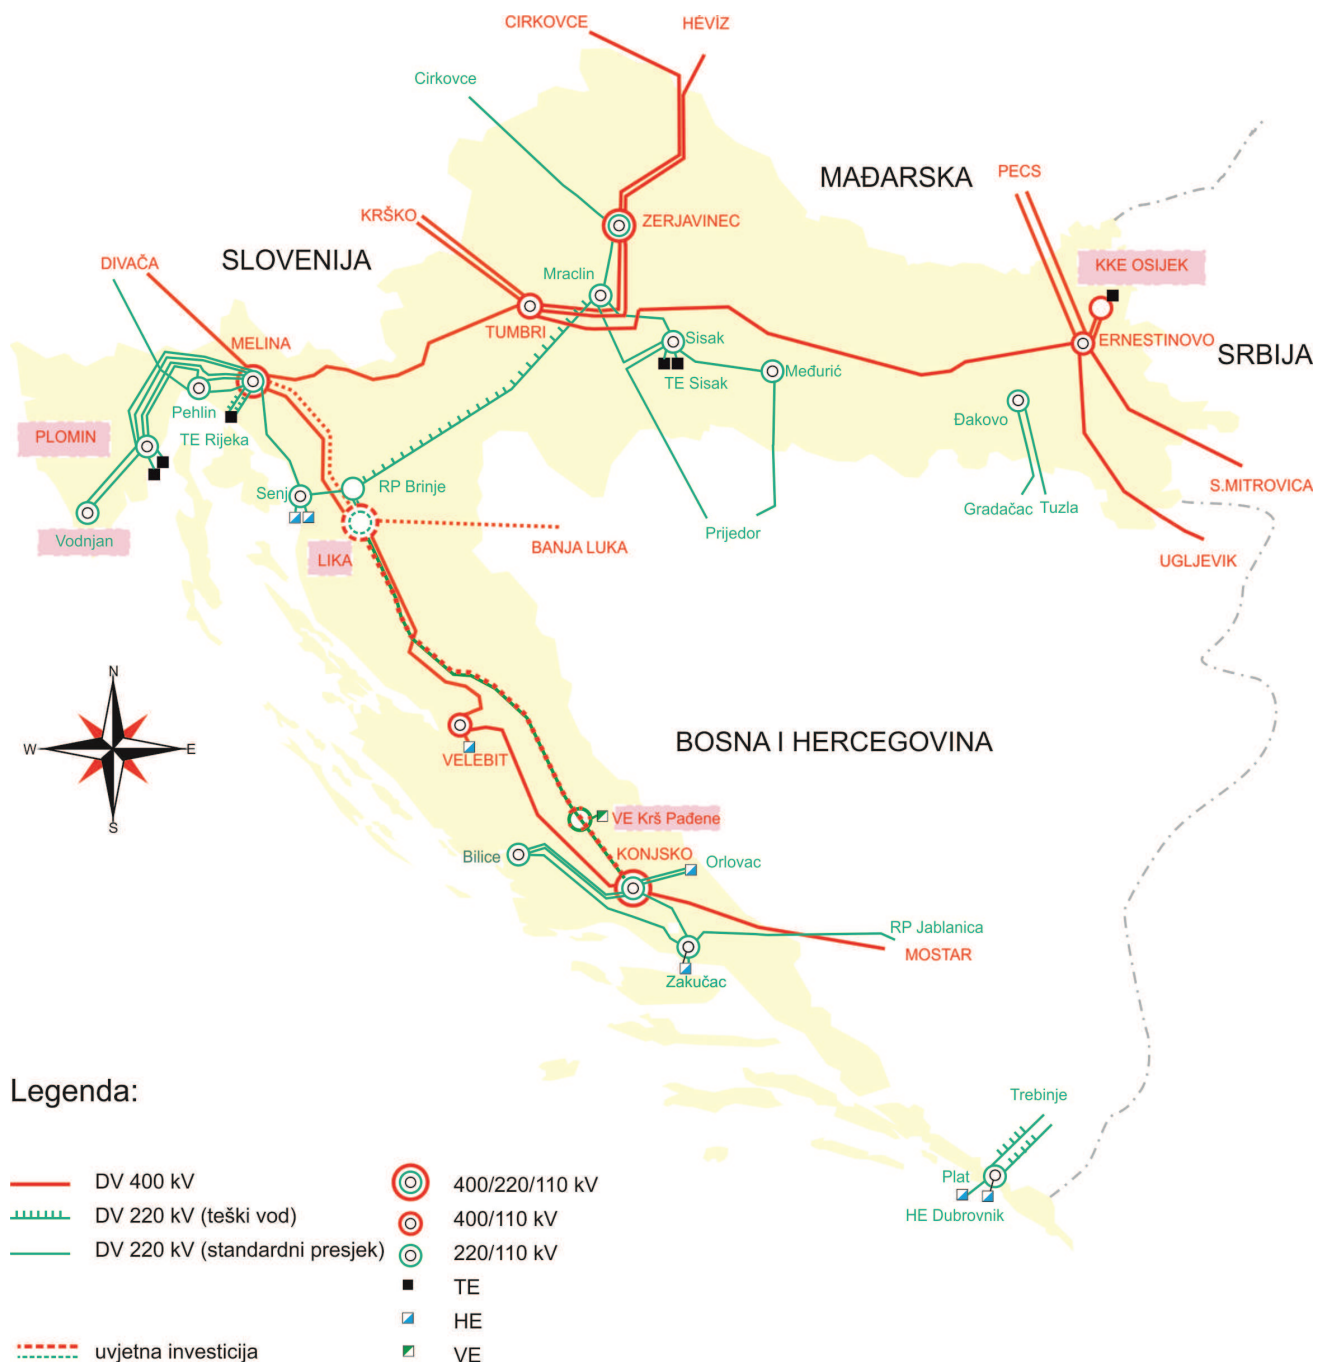 CIRKOVCE
HÉVÍZ
Cirkovce
MAĐARSKA
PECS
KRŠKO
ZERJAVINEC
SLOVENIJA
DIVAČA
Mraclin
KKE OSIJEK
TUMBRI
MELINA
Sisak
ERNESTINOVO
SRBIJA
TE Sisak
Međurić
Pehlin
TE Rijeka
PLOMIN
Đakovo
Senj
RP Brinje
S.MITROVICA
Gradačac
Tuzla
Vodnjan
Prijedor
BANJA LUKA
LIKA
UGLJEVIK
N
W
E
S
BOSNA I HERCEGOVINA
VELEBIT
VE Krš Pađene
KONJSKO
Bilice
Orlovac
RP Jablanica
MOSTAR
Zakučac
Legenda:
Trebinje
Plat
HE Dubrovnik
DV 400 kV
400/220/110 kV
DV 220 kV (teški vod)
400/110 kV
DV 220 kV (standardni presjek)
220/110 kV
TE
HE
uvjetna investicija
VE